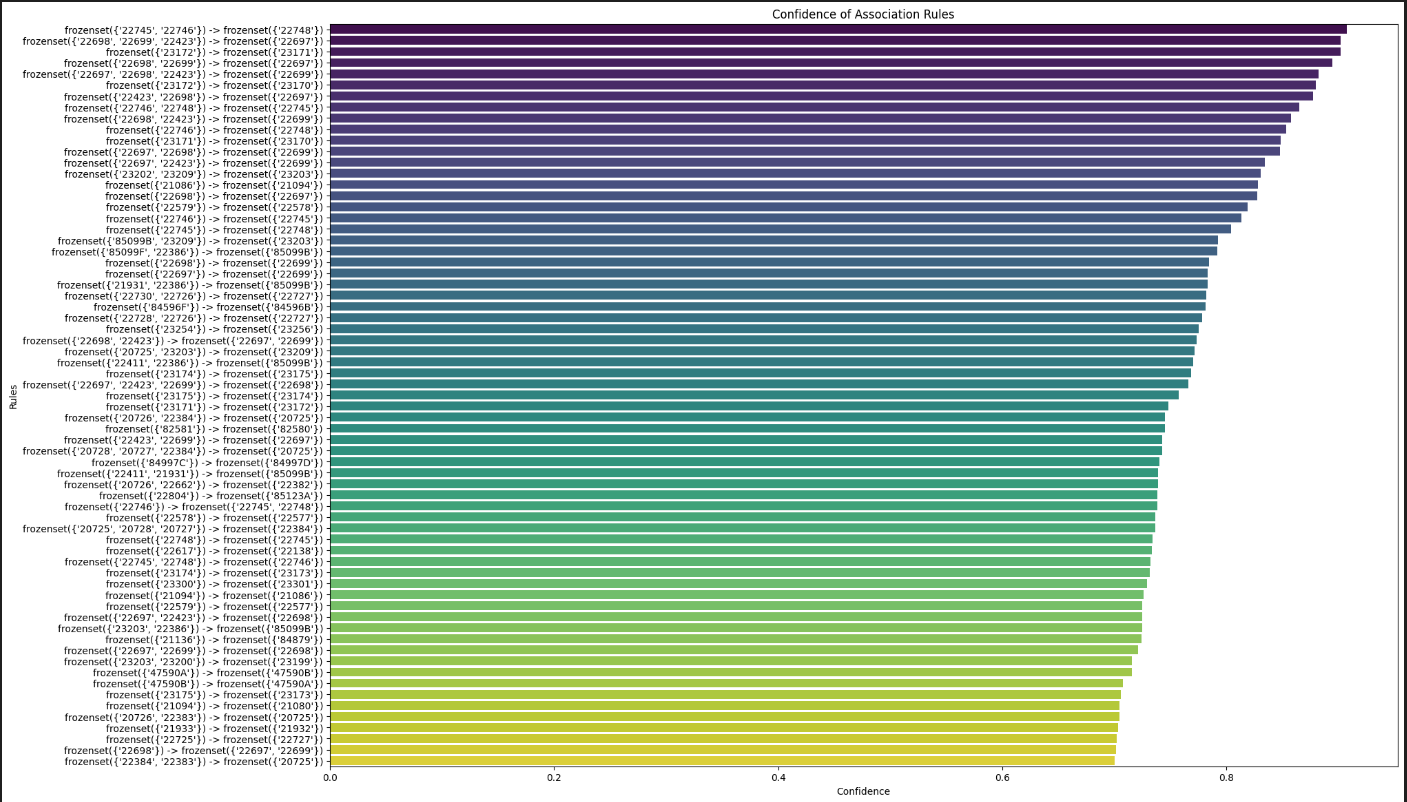 Confidence of Association Rules
frozenset({'22745', '22746'}) -> frozenset({'22748'})
frozenset({'22698', '22699', '22423'}) -> frozenset({'22697'})
frozenset({'23172'}) -> frozenset({'23171'})
frozenset({'22698', '22699'}) -> frozenset({'22697'})
frozenset({'22697', '22698', '22423'}) -> frozenset({'22699'})
frozenset({'23172'}) -> frozenset({'23170'})
frozenset({'22423', '22698'}) -> frozenset({'22697'})
frozenset({'22746', '22748'}) -> frozenset({'22745'})
frozenset({'22698', '22423'}) -> frozenset({'22699'})
frozenset({'22746'}) -> frozenset({'22748'})
frozenset({'23171'}) -> frozenset({'23170'})
frozenset({'22697', '22698'}) -> frozenset({'22699'})
frozenset({'22697', '22423'}) -> frozenset({'22699'})
frozenset({'23202', '23209'}) -> frozenset({'23203'})
frozenset({'21086'}) -> frozenset({'21094'})
frozenset({'22698'}) -> frozenset({'22697'})
frozenset({'22579'}) -> frozenset({'22578'})
frozenset({'22746'}) -> frozenset({'22745'})
frozenset({'22745'}) -> frozenset({'22748'})
frozenset({'85099B', '23209'}) -> frozenset({'23203'})
frozenset({'85099F', '22386'}) -> frozenset({'85099B'})
frozenset({'22698'}) -> frozenset({'22699'})
frozenset({'22697'}) -> frozenset({'22699'})
frozenset({'21931', '22386'}) -> frozenset({'85099B'})
frozenset({'22730', '22726'}) -> frozenset({'22727'})
frozenset({'84596F'}) -> frozenset({'84596B'})
frozenset({'22728', '22726'}) -> frozenset({'22727'})
frozenset({'23254'}) -> frozenset({'23256'})
frozenset({'22698', '22423'}) -> frozenset({'22697', '22699'})
frozenset({'20725', '23203'}) -> frozenset({'23209'})
frozenset({'22411', '22386'}) -> frozenset({'85099B'})
frozenset({'23174'}) -> frozenset({'23175'})
frozenset({'22697', '22423', '22699'}) -> frozenset({'22698'})
frozenset({'23175'}) -> frozenset({'23174'})
frozenset({'23171'}) -> frozenset({'23172'})
frozenset({'20726', '22384'}) -> frozenset({'20725'})
frozenset({'82581'}) -> frozenset({'82580'})
frozenset({'22423', '22699'}) -> frozenset({'22697'})
frozenset({'20728', '20727', '22384'}) -> frozenset({'20725'})
frozenset({'84997C'}) -> frozenset({'84997D'})
frozenset({'22411', '21931'}) -> frozenset({'85099B'})
frozenset({'20726', '22662'}) -> frozenset({'22382'})
frozenset({'22804'}) -> frozenset({'85123A'})
frozenset({'22746'}) -> frozenset({'22745', '22748'})
frozenset({'22578'}) -> frozenset({'22577'})
frozenset({'20725', '20728', '20727'}) -> frozenset({'22384'})
frozenset({'22748'}) -> frozenset({'22745'})
frozenset({'22617'}) -> frozenset({'22138'})
frozenset({'22745', '22748'}) -> frozenset({'22746'})
frozenset({'23174'}) -> frozenset({'23173'})
frozenset({'23300'}) -> frozenset({'23301'})
frozenset({'21094'}) -> frozenset({'21086'})
frozenset({'22579'}) -> frozenset({'22577'})
frozenset({'22697', '22423'}) -> frozenset({'22698'})
frozenset({'23203', '22386'}) -> frozenset({'85099B'})
frozenset({'21136'}) -> frozenset({'84879'})
frozenset({'22697', '22699'}) -> frozenset({'22698'})
frozenset({'23203', '23200'}) -> frozenset({'23199'})
frozenset({'47590A'}) -> frozenset({'47590B'})
frozenset({'47590B'}) -> frozenset({'47590A'})
frozenset({'23175'}) -> frozenset({'23173'})
frozenset({'21094'}) -> frozenset({'21080'})
frozenset({'20726', '22383'}) -> frozenset({'20725'})
frozenset({'21933'}) -> frozenset({'21932'})
frozenset({'22725'}) -> frozenset({'22727'})
frozenset({'22698'}) -> frozenset({'22697', '22699'})
frozenset({'22384', '22383'}) -> frozenset({'20725'})
Rules
0.0 0.2 0.4 0.6 0.8
Confidence